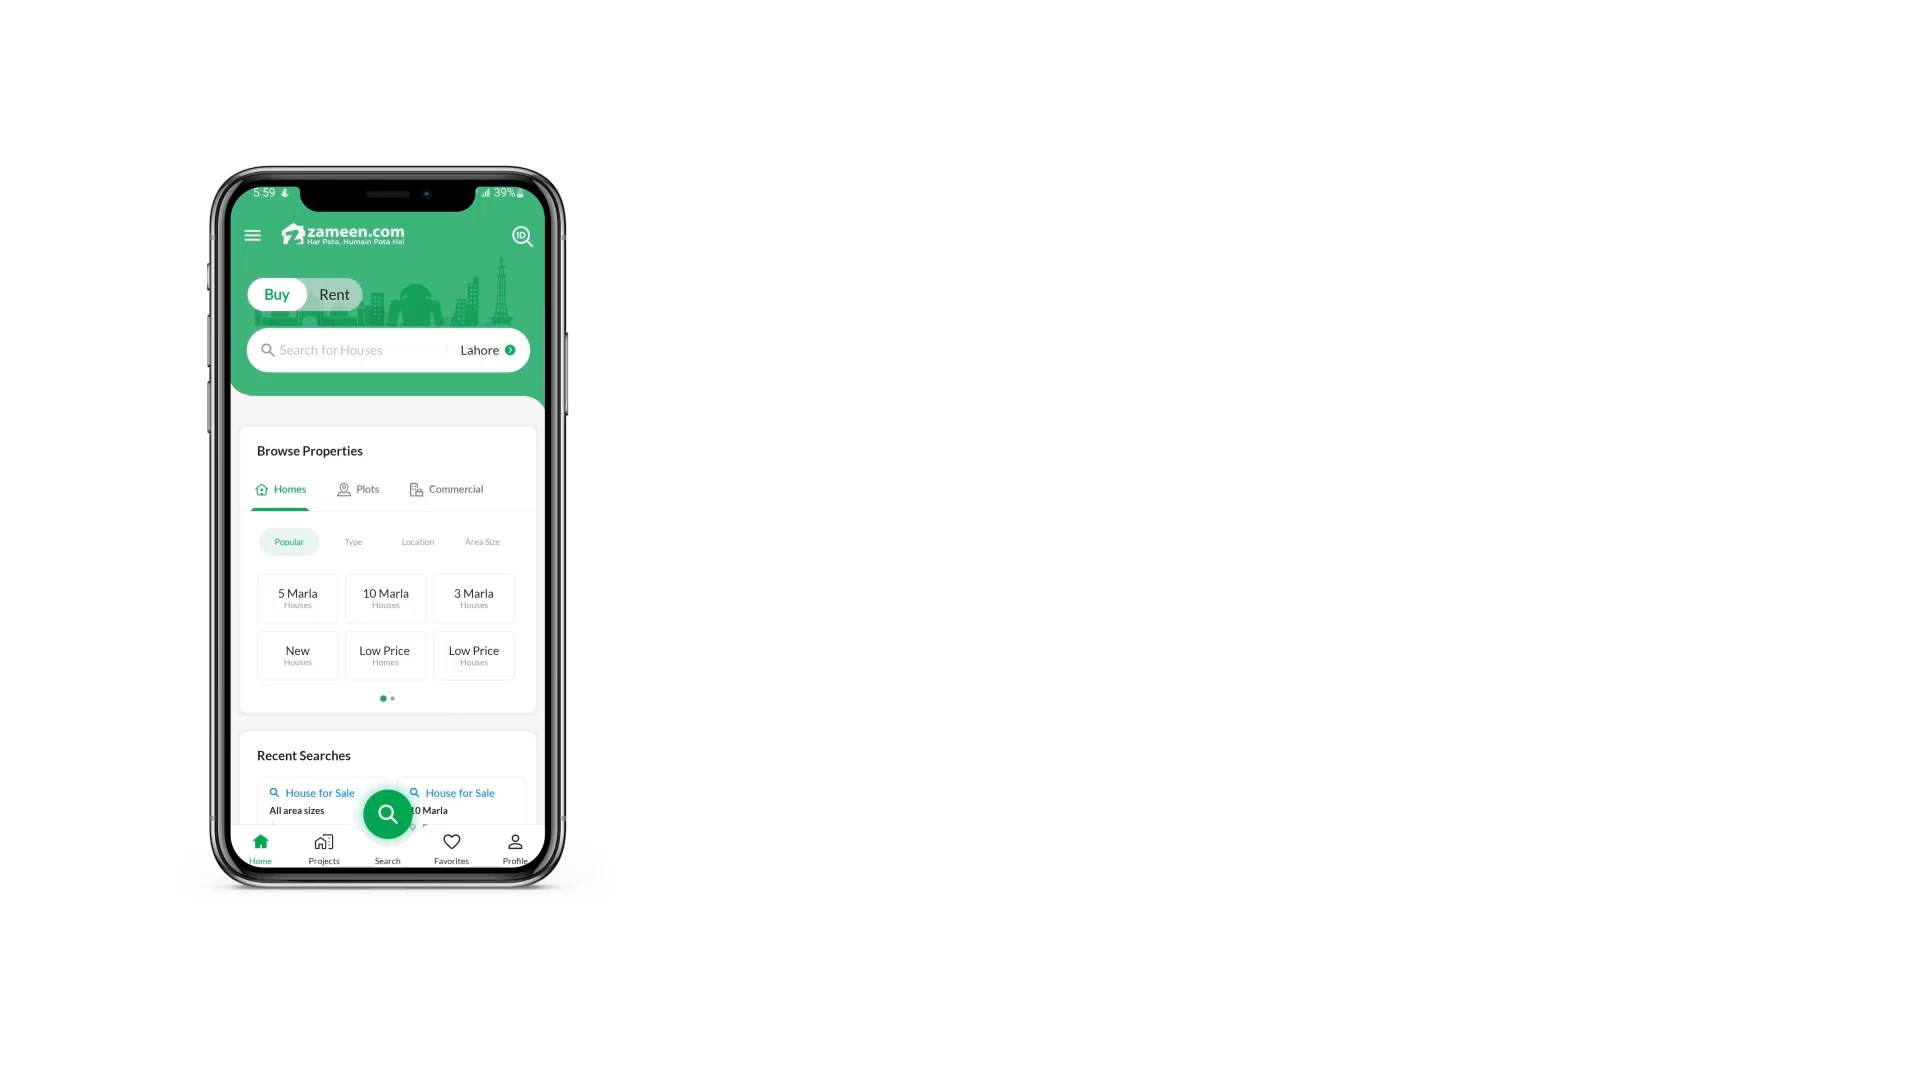 5:59 39%
zameen.com
Har Pata, Humain Pata Hai
ID
Buy Rent
Search for Houses Lahore
Browse Properties
Homes Plots Commercial
Popular Type Location Area Size
5 Marla 10 Marla 3 Marla
Houses Houses Houses
New Low Price Low Price
Houses Homes Houses
Recent Searches
House for Sale House for Sale
All area sizes 10 Marla
Home Projects Search Favorites Profile